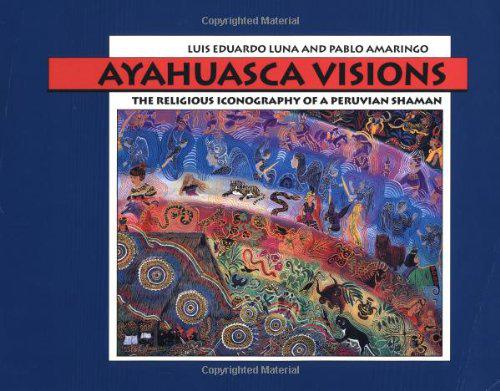 Copyrighted Material
LUIS EDUARDO LUNA AND PABLO AMARINGO
AYAHUASCA VISIONS
THE RELIGIOUS ICONOGRAPHY OF A PERUVIAN SHAMAN
Copyrighted Material